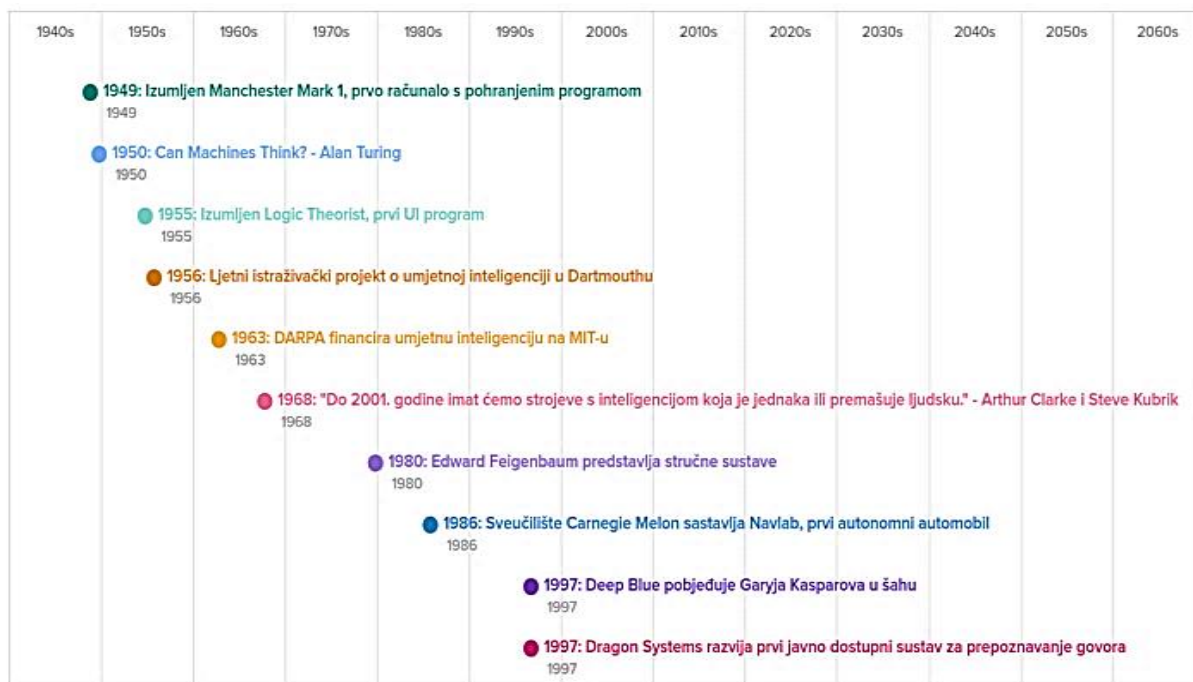 1940s 1950s 1960s 1970s 1980s 1990s 2000s 2010s 2020s 2030s 2040s 2050s 2060s
1949: Izumljen Manchester Mark 1, prvo računalo s pohranjenim programom
1949
1950: Can Machines Think? - Alan Turing
1950
1955: Izumljen Logic Theorist, prvi UI program
1955
1956: Ljetni istraživački projekt o umjetnoj inteligenciji u Dartmouthu
1956
1963: DARPA financira umjetnu inteligenciju na MIT-u
1963
1968: "Do 2001. godine imat ćemo strojeve s inteligencijom koja je jednaka ili premašuje ljudsku." - Arthur Clarke i Steve Kubrik
1968
1980: Edward Feigenbaum predstavlja stručne sustave
1980
1986: Sveučilište Carnegie Melon sastavlja Navlab, prvi autonomni automobil
1986
1997: Deep Blue pobjeđuje Garyja Kasparova u šahu
1997
1997: Dragon Systems razvija prvi javno dostupni sustav za prepoznavanje govora
1997